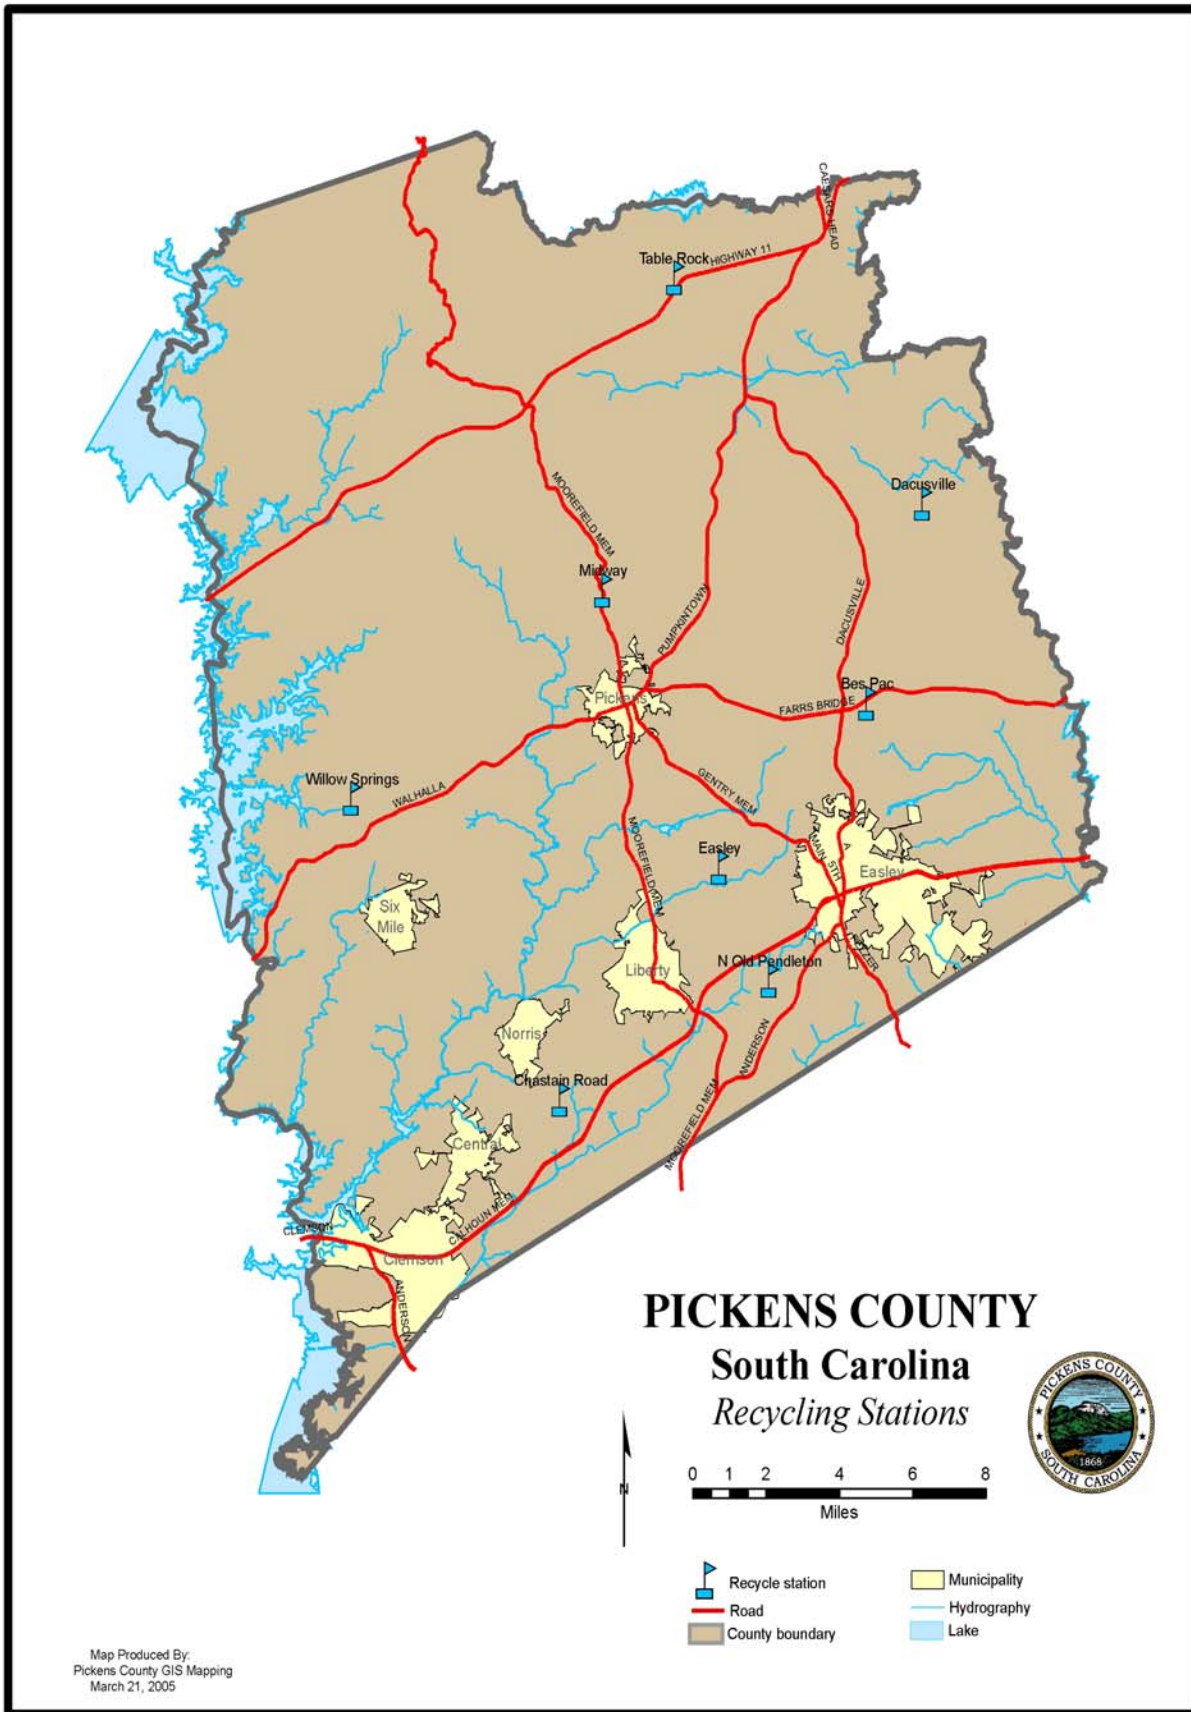 CAESARS HEAD
Table Rock
HIGHWAY 11
Dacusville
MOOREFIELD MEM
Midway
PUMPKINTOWN
DACUSVILLE
Pickens
Bes Pac
FARRS BRIDGE
Willow Springs
WALHALLA
GENTRY MEM
MOOREFIELD MEM
Easley
MAIN 5TH
A
Easley
Six
Mile
Liberty
N Old Pendleton
Norris
ANDERSON
Chastain Road
MOOREFIELD MEM
Central
CLEMSON
CALHOUN MEM
Clemson
ANDERSON
PICKENS COUNTY
South Carolina
Recycling Stations
PICKENS COUNTY
1868
SOUTH CAROLINA
N
0 1 2 4 6 8
Miles
Recycle station
Road
County boundary
Municipality
Hydrography
Lake
Map Produced By:
Pickens County GIS Mapping
March 21, 2005